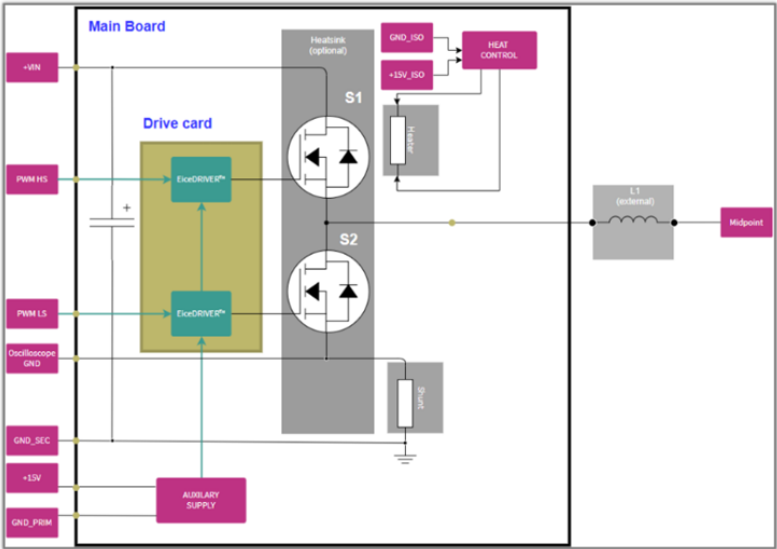 Main Board
Heatsink
(optional)
GND_ISO
HEAT
CONTROL
+15V_ISO
+VIN
S1
Heater
Drive card
PWM HS
EiceDRIVER™
L1
(external)
Midpoint
+
S2
PWM LS
EiceDRIVER™
Oscilloscope
GND
Shunt
GND_SEC
+15V
AUXILARY
SUPPLY
GND_PRIM